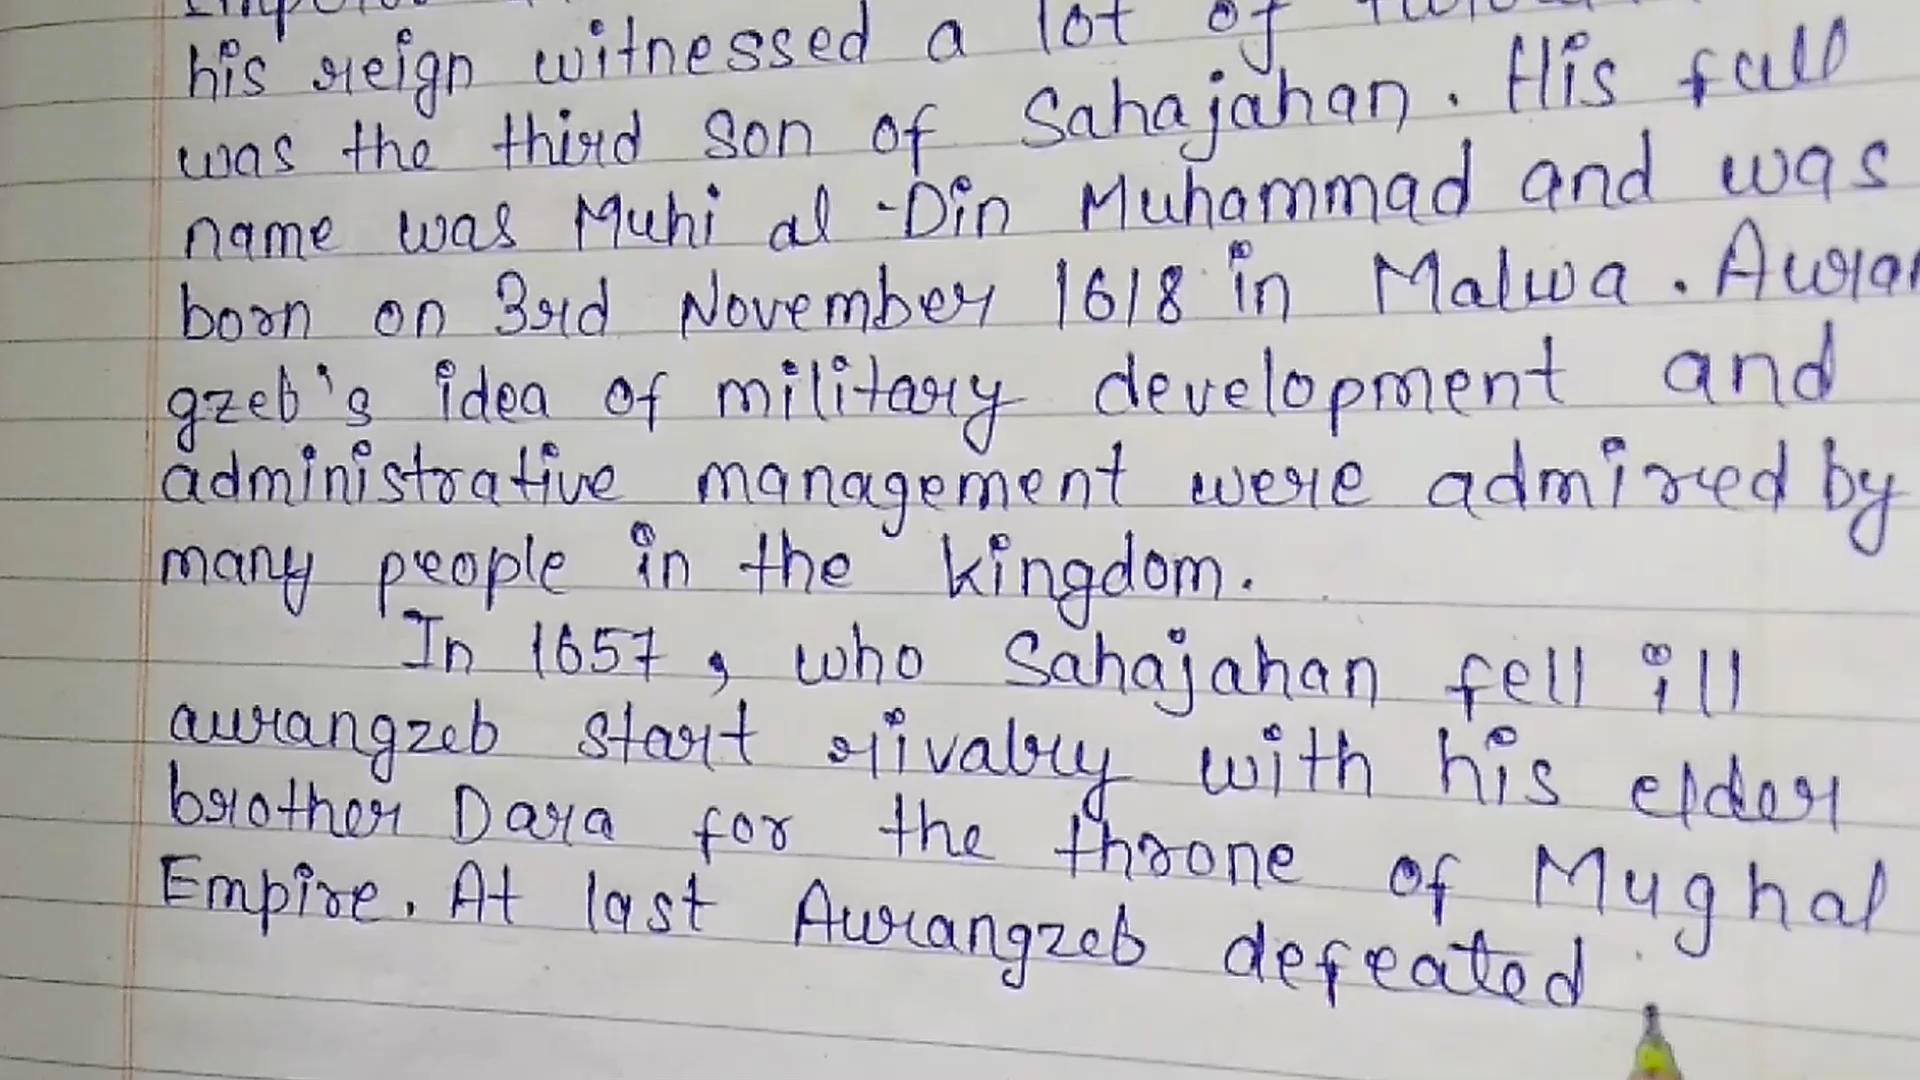 his reign witnessed a lot of
was the third son of Sahajahan. His full
name was Muhi al-Din Muhammad and was
born on 3rd November 1618 in Malwa. Auran
gzeb's idea of military development and
administrative management were admired by
many people in the kingdom.
In 1657, who Sahajahan fell ill
aurangzeb start rivalry with his elder
brother Dara for the throne of Mughal
Empire. At last Aurangzeb defeated